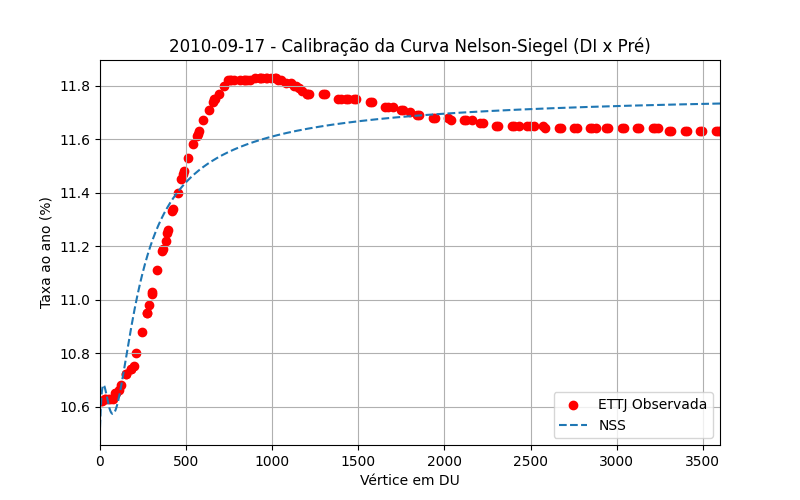 2010-09-17 - Calibração da Curva Nelson-Siegel (DI x Pré)
Taxa ao ano (%)
11.8
11.6
11.4
11.2
11.0
10.8
10.6
0 500 1000 1500 2000 2500 3000 3500
Vértice em DU
ETTJ Observada
NSS